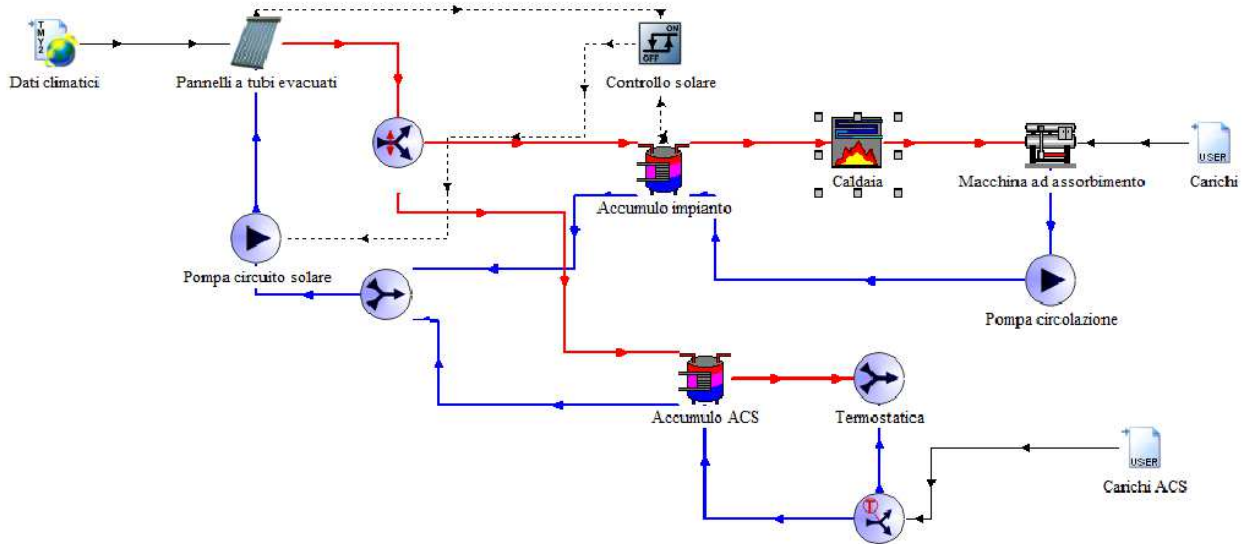 TMY2
ON
OFF
Dati climatici
Pannelli a tubi evacuati
Controllo solare
USER
Caldaia
Macchina ad assorbimento
Carichi
Accumulo impianto
Pompa circuito solare
Pompa circolazione
Accumulo ACS
Termostatica
USER
Carichi ACS
T